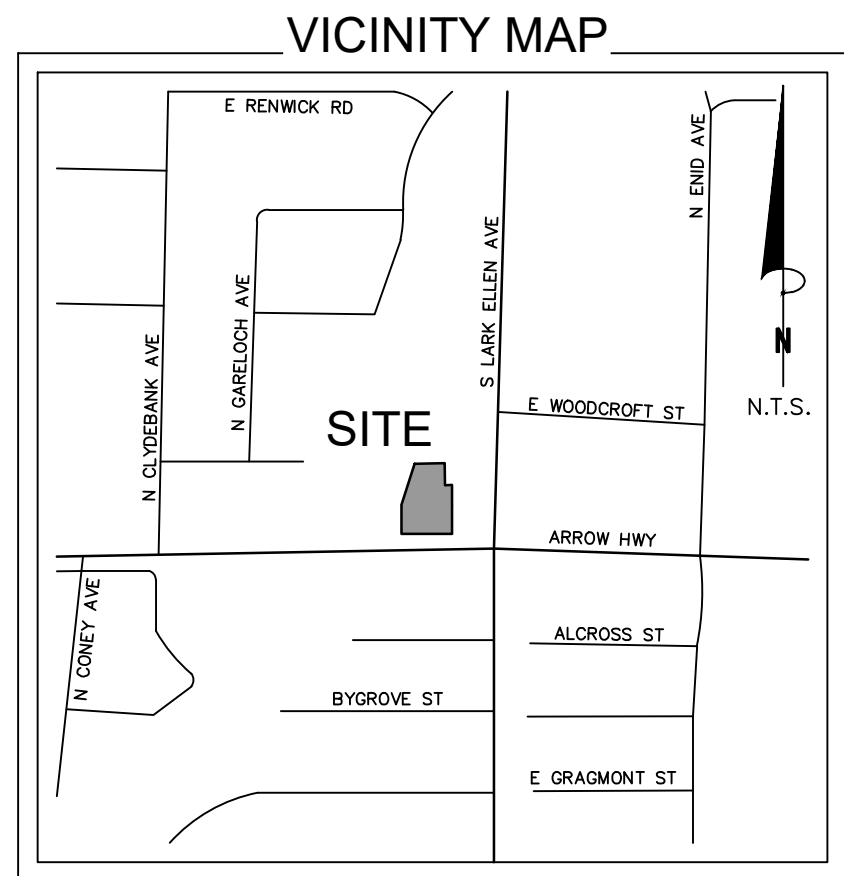 VICINITY MAP
E RENWICK RD
N ENID AVE
S LARK ELLEN AVE
N GARELOCH AVE
N CLYDEBANK AVE
N
N.T.S.
E WOODCROFT ST
SITE
ARROW HWY
N CONEY AVE
ALCROSS ST
BYGROVE ST
E GRAGMONT ST